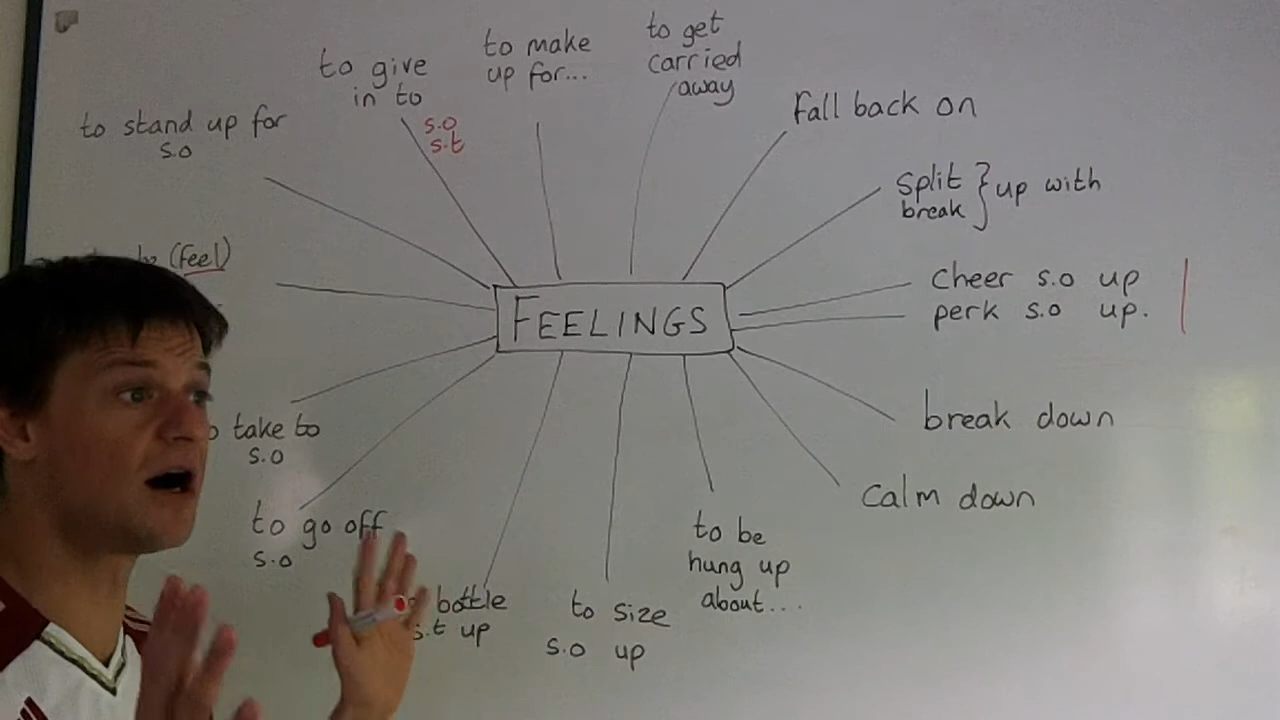 to give
in to
s.o
s.t
to make
up for...
to get
carried
away
Fall back on
to stand up for
s.o
split } up with
break
(feel)
FEELINGS
cheer s.o up
perk s.o up.
take to
s.o
break down
calm down
to go off
s.o
bottle
s.t up
to size
s.o up
to be
hung up
about....